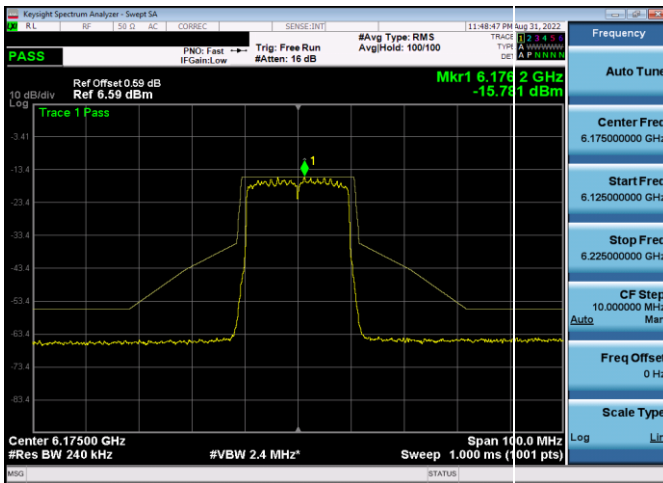 Keysight Spectrum Analyzer - Swept SA
RL RF 50 Ω AC CORREC SENSE:INT 11:48:47 PM Aug 31, 2022
#Avg Type: RMS TRACE 1 2 3 4 5 6
PASS PNO: Fast Trig: Free Run Avg|Hold: 100/100 TYPE A WWWWW
IFGain:Low #Atten: 16 dB DET A P N N N N
Mkr1 6.176 2 GHz
Ref Offset 0.59 dB
10 dB/div Ref 6.59 dBm -15.781 dBm
Log
Trace 1 Pass
1
-3.41
-13.4
-23.4
-33.4
-43.4
-53.4
-63.4
-73.4
-83.4
Center 6.17500 GHz Span 100.0 MHz
#Res BW 240 kHz #VBW 2.4 MHz* Sweep 1.000 ms (1001 pts)
MSG STATUS
Frequency
Auto Tune
Center Freq
6.175000000 GHz
Start Freq
6.125000000 GHz
Stop Freq
6.225000000 GHz
CF Step
10.000000 MHz
Auto Man
Freq Offset
0 Hz
Scale Type
Log Lin